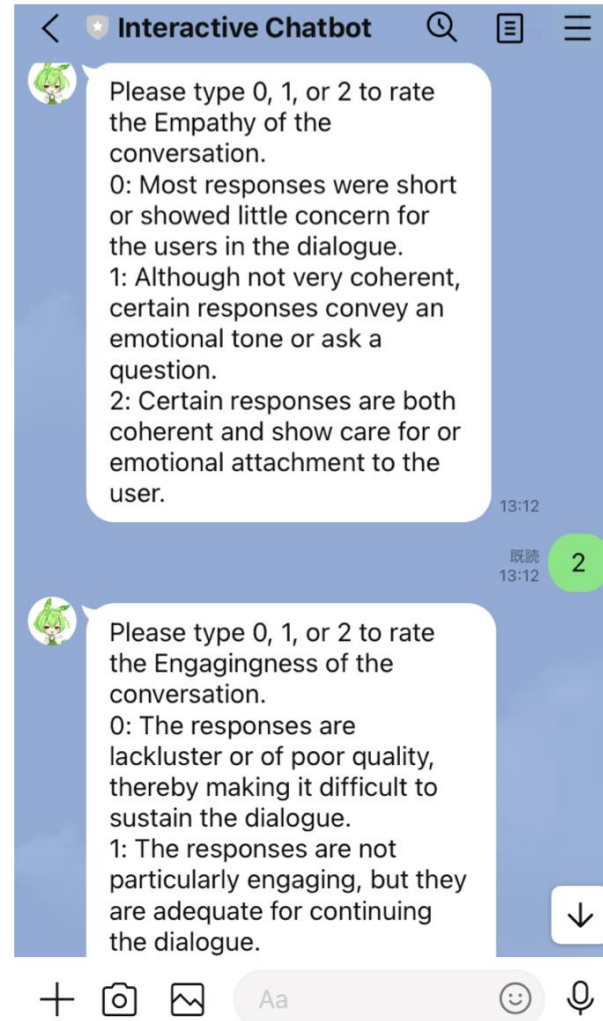 Interactive Chatbot
Please type 0, 1, or 2 to rate
the Empathy of the
conversation.
0: Most responses were short
or showed little concern for
the users in the dialogue.
1: Although not very coherent,
certain responses convey an
emotional tone or ask a
question.
2: Certain responses are both
coherent and show care for or
emotional attachment to the
user.
13:12
既読
13:12
2
Please type 0, 1, or 2 to rate
the Engagingness of the
conversation.
0: The responses are
lackluster or of poor quality,
thereby making it difficult to
sustain the dialogue.
1: The responses are not
particularly engaging, but they
are adequate for continuing
the dialogue.
Aa